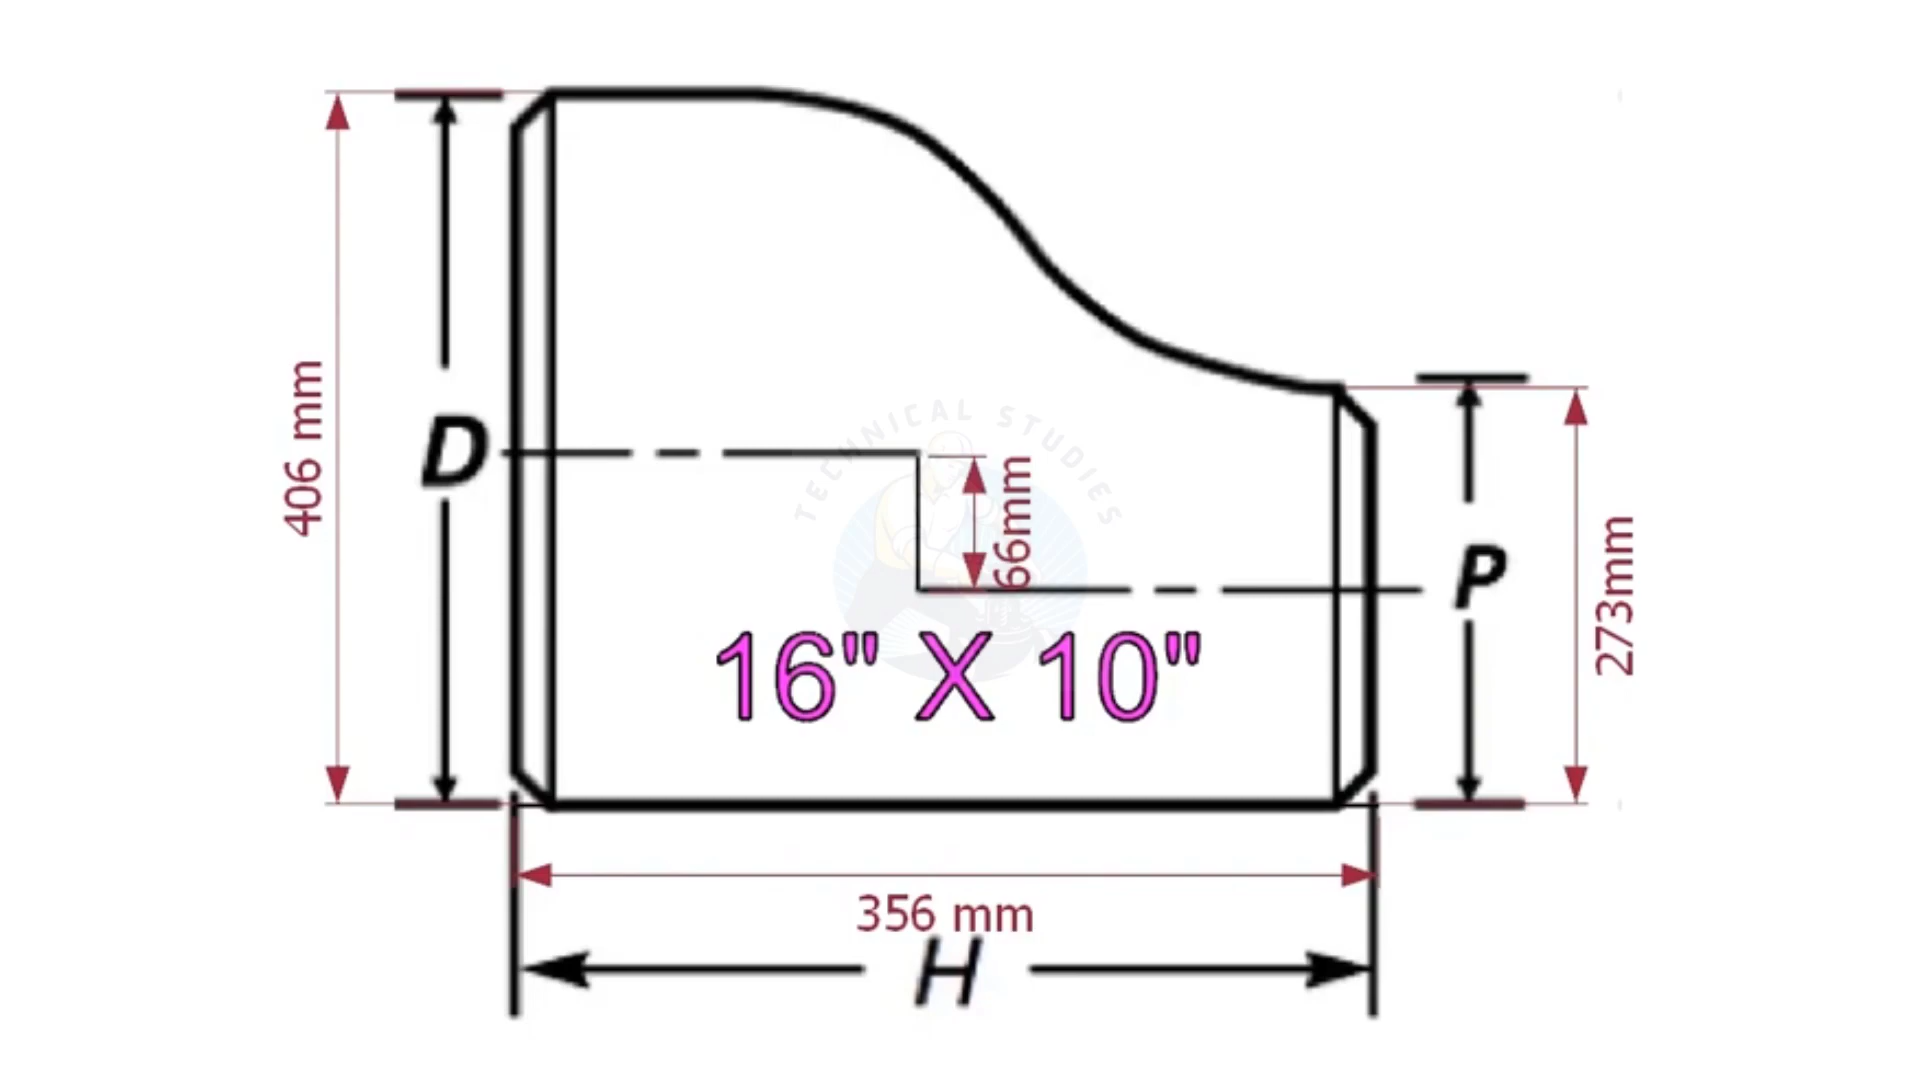 406 mm
D
TECHNICAL STUDIES
66mm
P
273mm
16" X 10"
356 mm
H